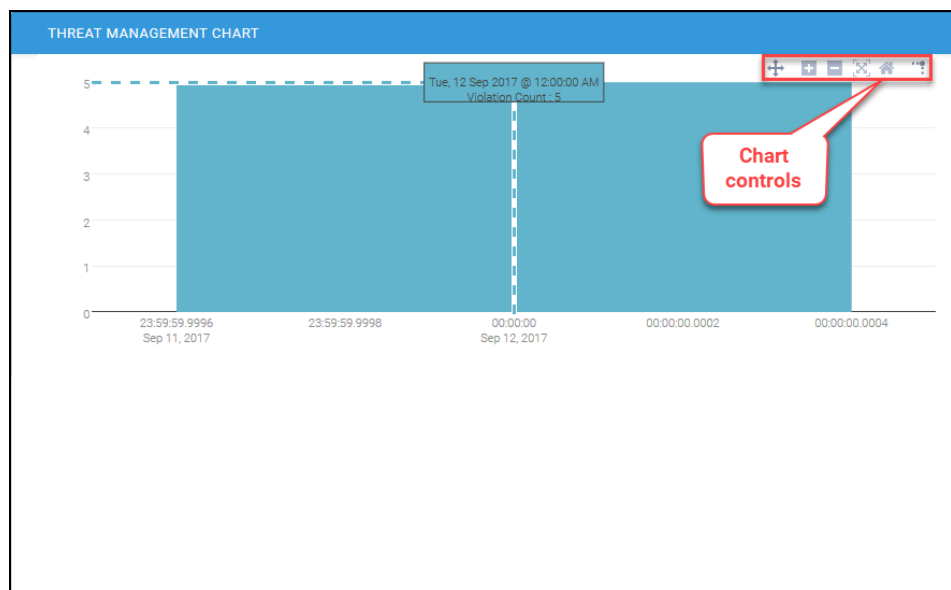 THREAT MANAGEMENT CHART
Tue, 12 Sep 2017 @ 12:00:00 AM
Violation Count : 5
Chart
controls
5
4
3
2
1
0
23:59:59.9996
Sep 11, 2017
23:59:59.9998
00:00:00
Sep 12, 2017
00:00:00.0002
00:00:00.0004